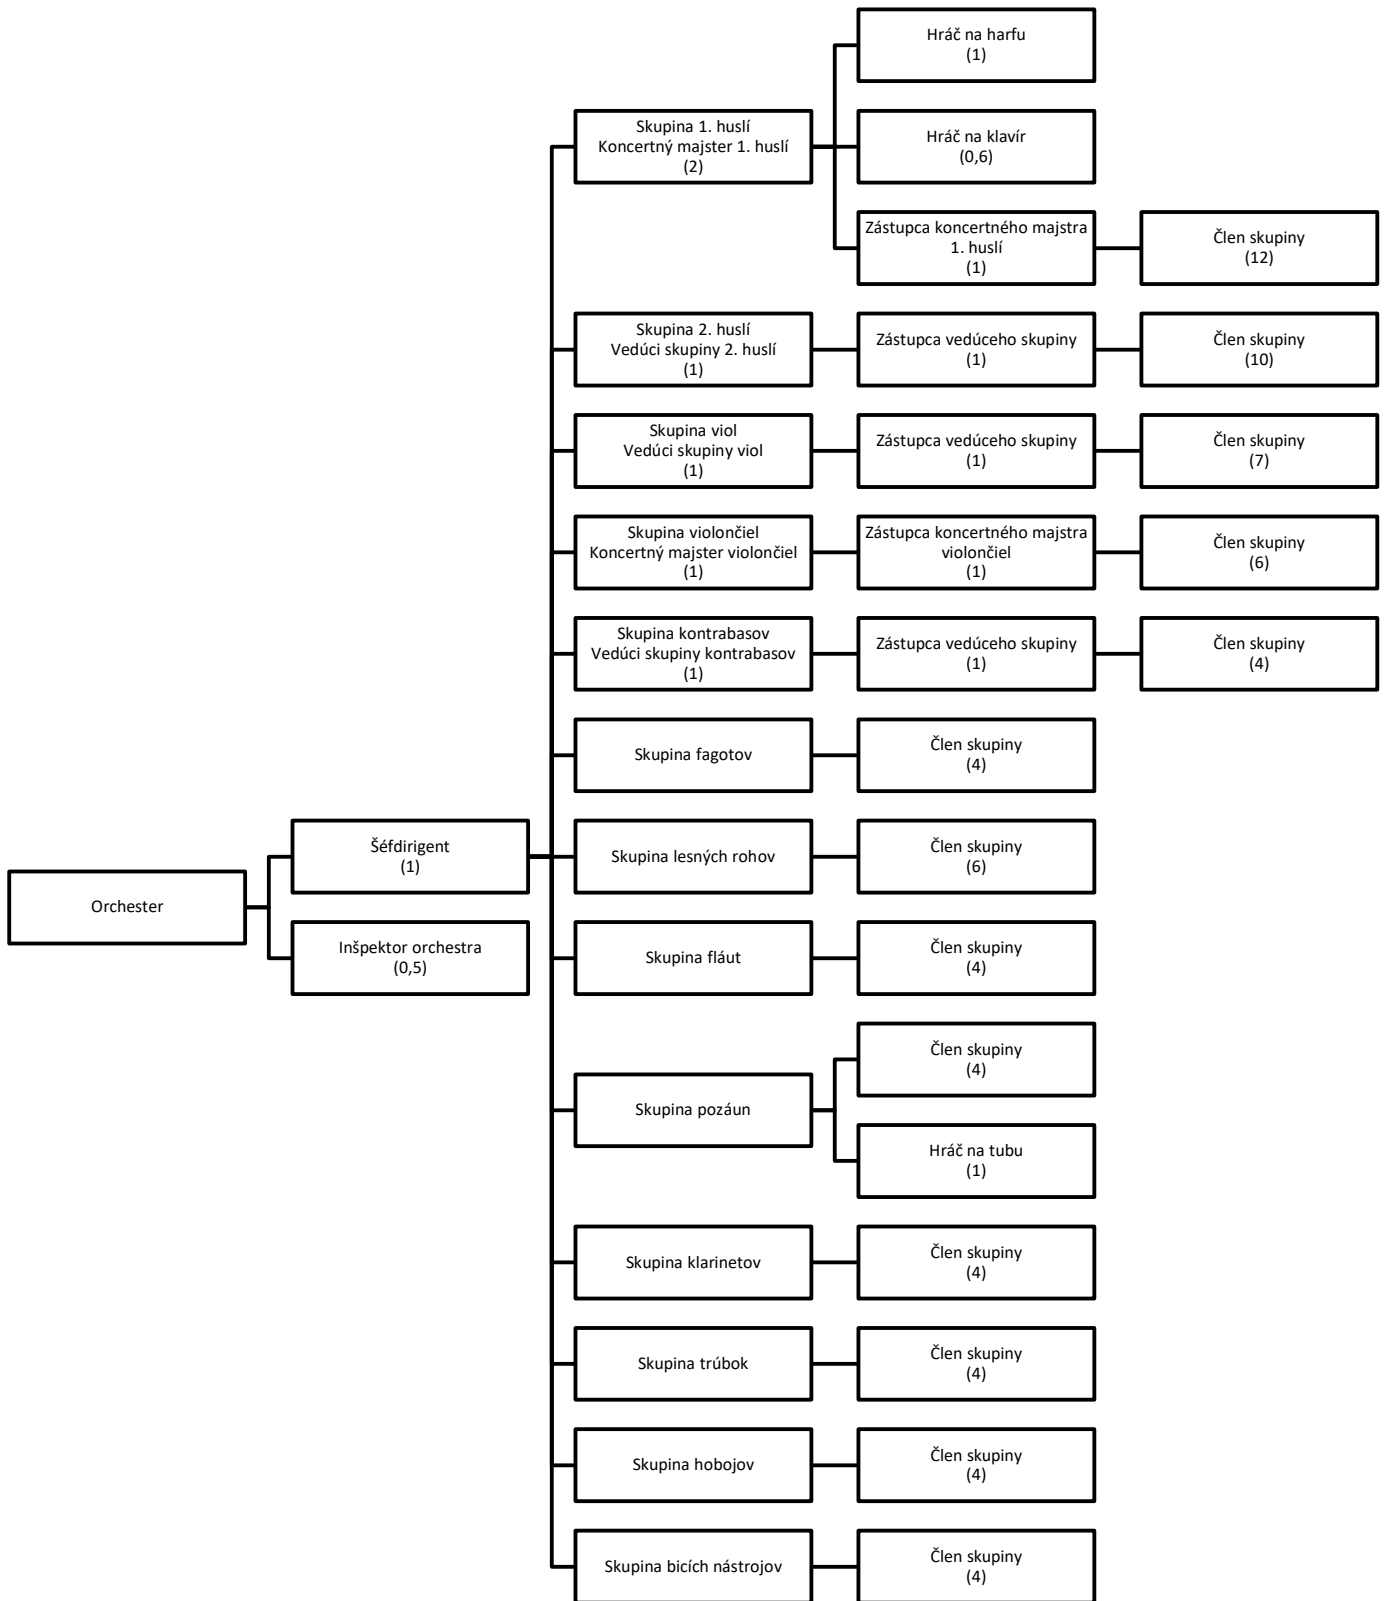 Hráč na harfu
(1)
Skupina 1. huslí
Koncertný majster 1. huslí
(2)
Hráč na klavír
(0,6)
Zástupca koncertného majstra
1. huslí
(1)
Člen skupiny
(12)
Skupina 2. huslí
Vedúci skupiny 2. huslí
(1)
Zástupca vedúceho skupiny
(1)
Člen skupiny
(10)
Skupina viol
Vedúci skupiny viol
(1)
Zástupca vedúceho skupiny
(1)
Člen skupiny
(7)
Skupina violončiel
Koncertný majster violončiel
(1)
Zástupca koncertného majstra
violončiel
(1)
Člen skupiny
(6)
Skupina kontrabasov
Vedúci skupiny kontrabasov
(1)
Zástupca vedúceho skupiny
(1)
Člen skupiny
(4)
Skupina fagotov
Člen skupiny
(4)
Šéfdirigent
(1)
Skupina lesných rohov
Člen skupiny
(6)
Orchester
Inšpektor orchestra
(0,5)
Skupina fláut
Člen skupiny
(4)
Skupina pozáun
Člen skupiny
(4)
Hráč na tubu
(1)
Skupina klarinetov
Člen skupiny
(4)
Skupina trúbok
Člen skupiny
(4)
Skupina hobojov
Člen skupiny
(4)
Skupina bicích nástrojov
Člen skupiny
(4)